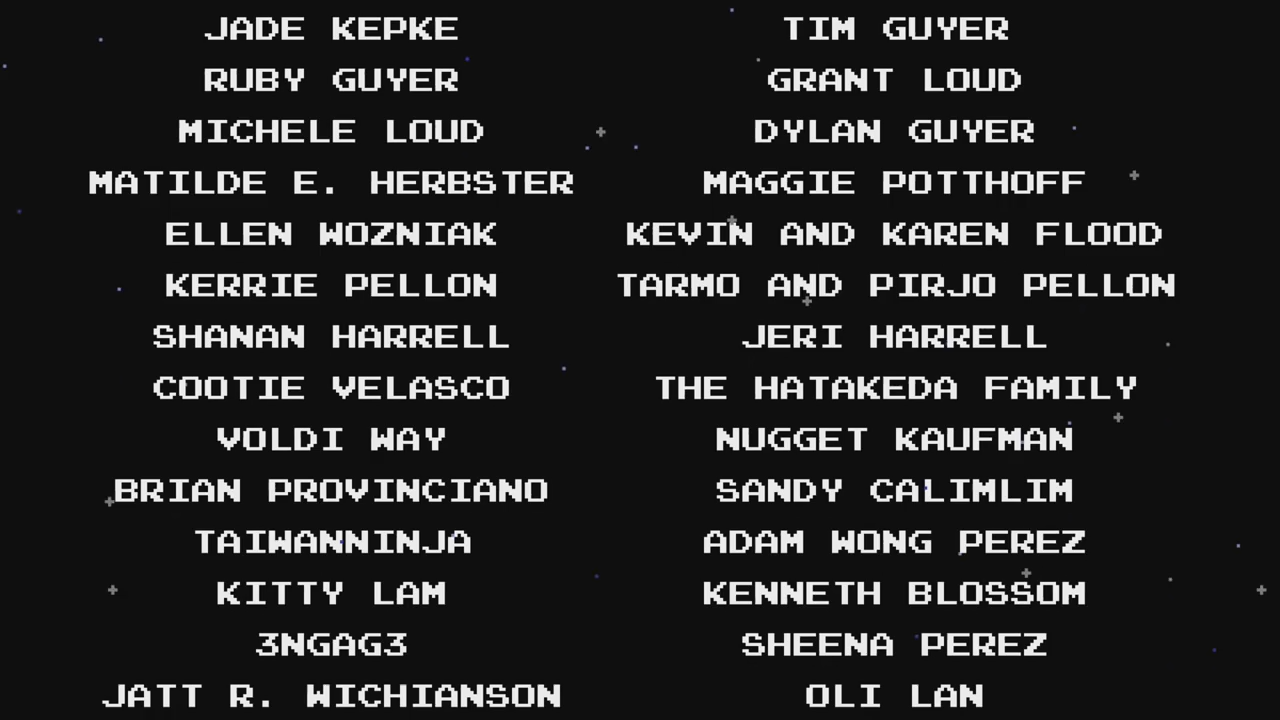 JADE KEPKE
TIM GUYER
RUBY GUYER
GRANT LOUD
MICHELE LOUD
DYLAN GUYER
MATILDE E. HERBSTER
MAGGIE POTTHOFF
ELLEN WOZNIAK
KEVIN AND KAREN FLOOD
KERRIE PELLON
TARMO AND PIRJO PELLON
SHANAN HARRELL
JERI HARRELL
COOTIE VELASCO
THE HATAKEDA FAMILY
VOLDI WAY
NUGGET KAUFMAN
BRIAN PROVINCIANO
SANDY CALIMLIM
TAIWANNINJA
ADAM WONG PEREZ
KITTY LAM
KENNETH BLOSSOM
3NGAG3
SHEENA PEREZ
JATT R. WICHIANSON
OLI LAN